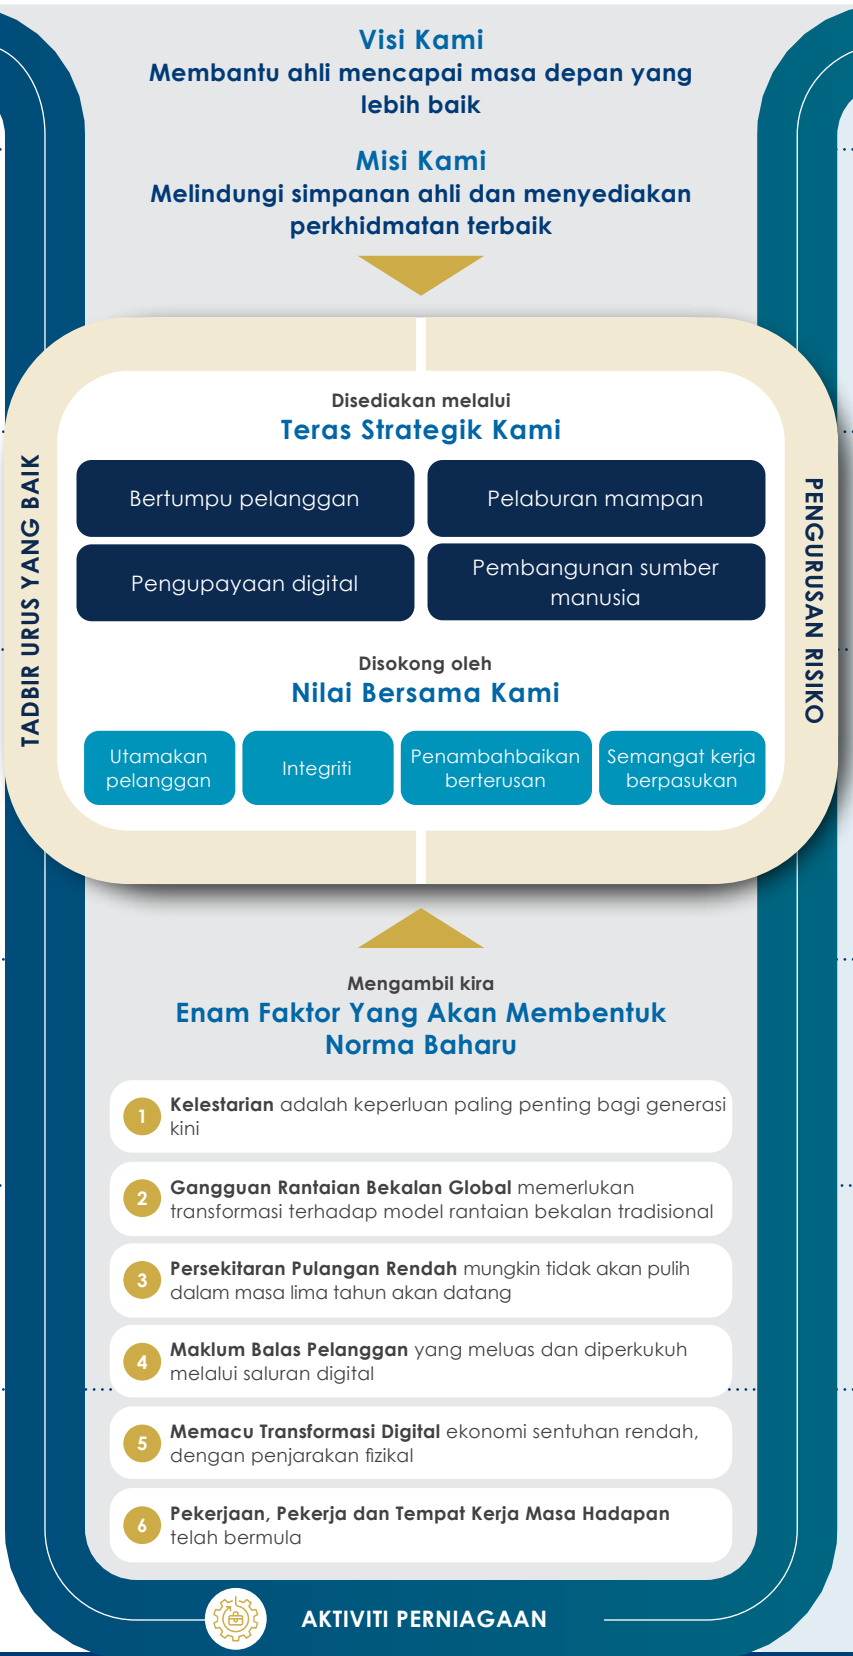 Visi Kami
Membantu ahli mencapai masa depan yang
lebih baik
Misi Kami
Melindungi simpanan ahli dan menyediakan
perkhidmatan terbaik
TADBIR URUS YANG BAIK
Disediakan melalui
Teras Strategik Kami
Bertumpu pelanggan
Pelaburan mampan
Pengupayaan digital
Pembangunan sumber
manusia
Disokong oleh
Nilai Bersama Kami
Utamakan
pelanggan
Integriti
Penambahbaikan
berterusan
Semangat kerja
berpasukan
PENGURUSAN RISIKO
Mengambil kira
Enam Faktor Yang Akan Membentuk
Norma Baharu
1 Kelestarian adalah keperluan paling penting bagi generasi
kini
2 Gangguan Rantaian Bekalan Global memerlukan
transformasi terhadap model rantaian bekalan tradisional
3 Persekitaran Pulangan Rendah mungkin tidak akan pulih
dalam masa lima tahun akan datang
4 Maklum Balas Pelanggan yang meluas dan diperkukuh
melalui saluran digital
5 Memacu Transformasi Digital ekonomi sentuhan rendah,
dengan penjarakan fizikal
6 Pekerjaan, Pekerja dan Tempat Kerja Masa Hadapan
telah bermula
AKTIVITI PERNIAGAAN